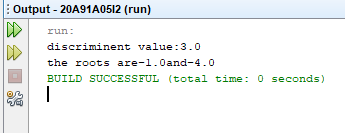 Output - 20A91A05I2 (run)
run:
discriminent value:3.0
the roots are-1.0and-4.0
BUILD SUCCESSFUL (total time: 0 seconds)